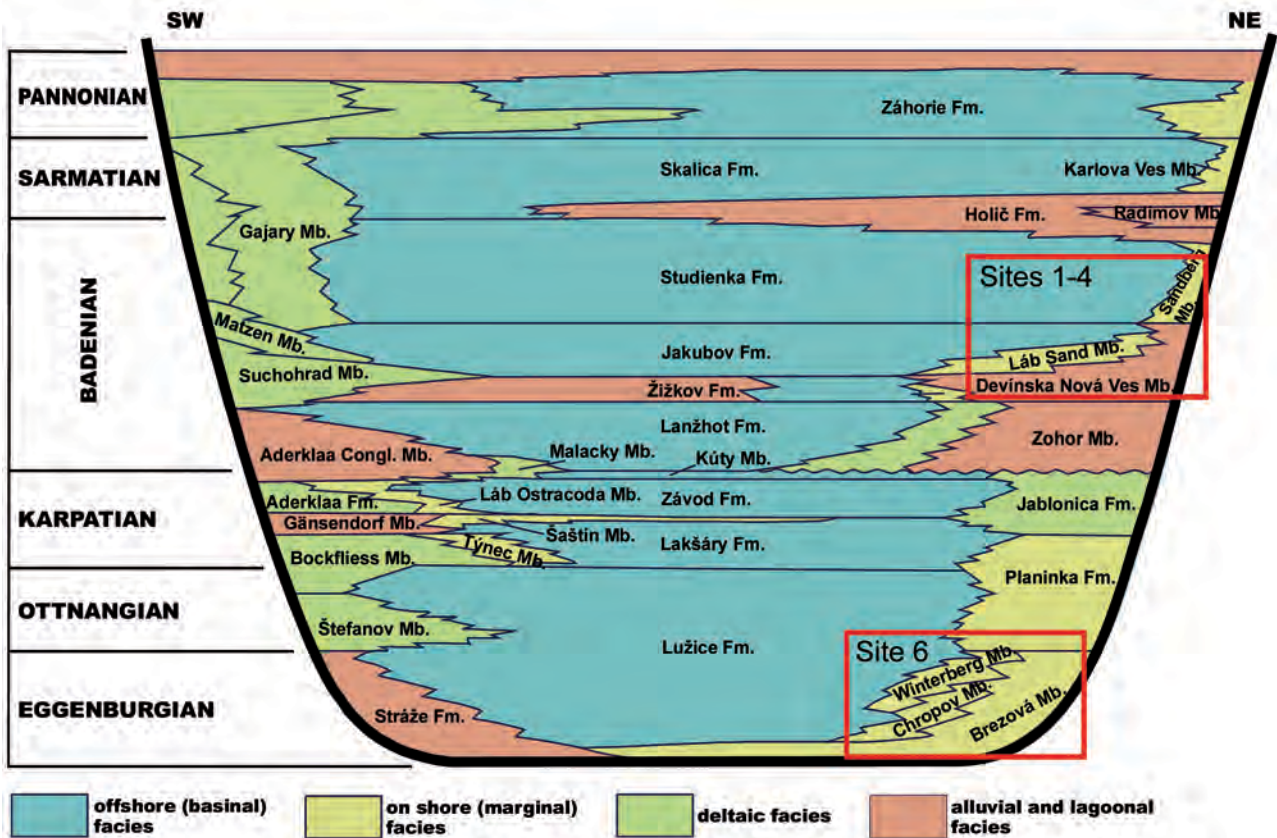 SW
NE
PANNONIAN
Záhorie Fm.
SARMATIAN
Skalica Fm.
Karlova Ves Mb.
Holíč Fm.
Radimov Mb.
Gajary Mb.
BADENIAN
Studienka Fm.
Sites 1-4
Sandberg
Mb.
Matzen Mb.
Jakubov Fm.
Láb Sand Mb.
Suchohrad Mb.
Žižkov Fm.
Devínska Nová Ves Mb.
Lanžhot Fm.
Zohor Mb.
Aderklaa Congl. Mb.
Malacky Mb.
Kúty Mb.
KARPATIAN
Aderklaa Fm.
Láb Ostracoda Mb.
Závod Fm.
Jablonica Fm.
Gänsendorf Mb.
Šaštín Mb.
Týnec Mb.
Lakšáry Fm.
Bockfliess Mb.
Planinka Fm.
OTTNANGIAN
Štefanov Mb.
Lužice Fm.
Site 6
Winterberg Mb.
Chropov Mb.
Brezová Mb.
EGGENBURGIAN
Stráže Fm.
offshore (basinal)
facies
on shore (marginal)
facies
deltaic facies
alluvial and lagoonal
facies